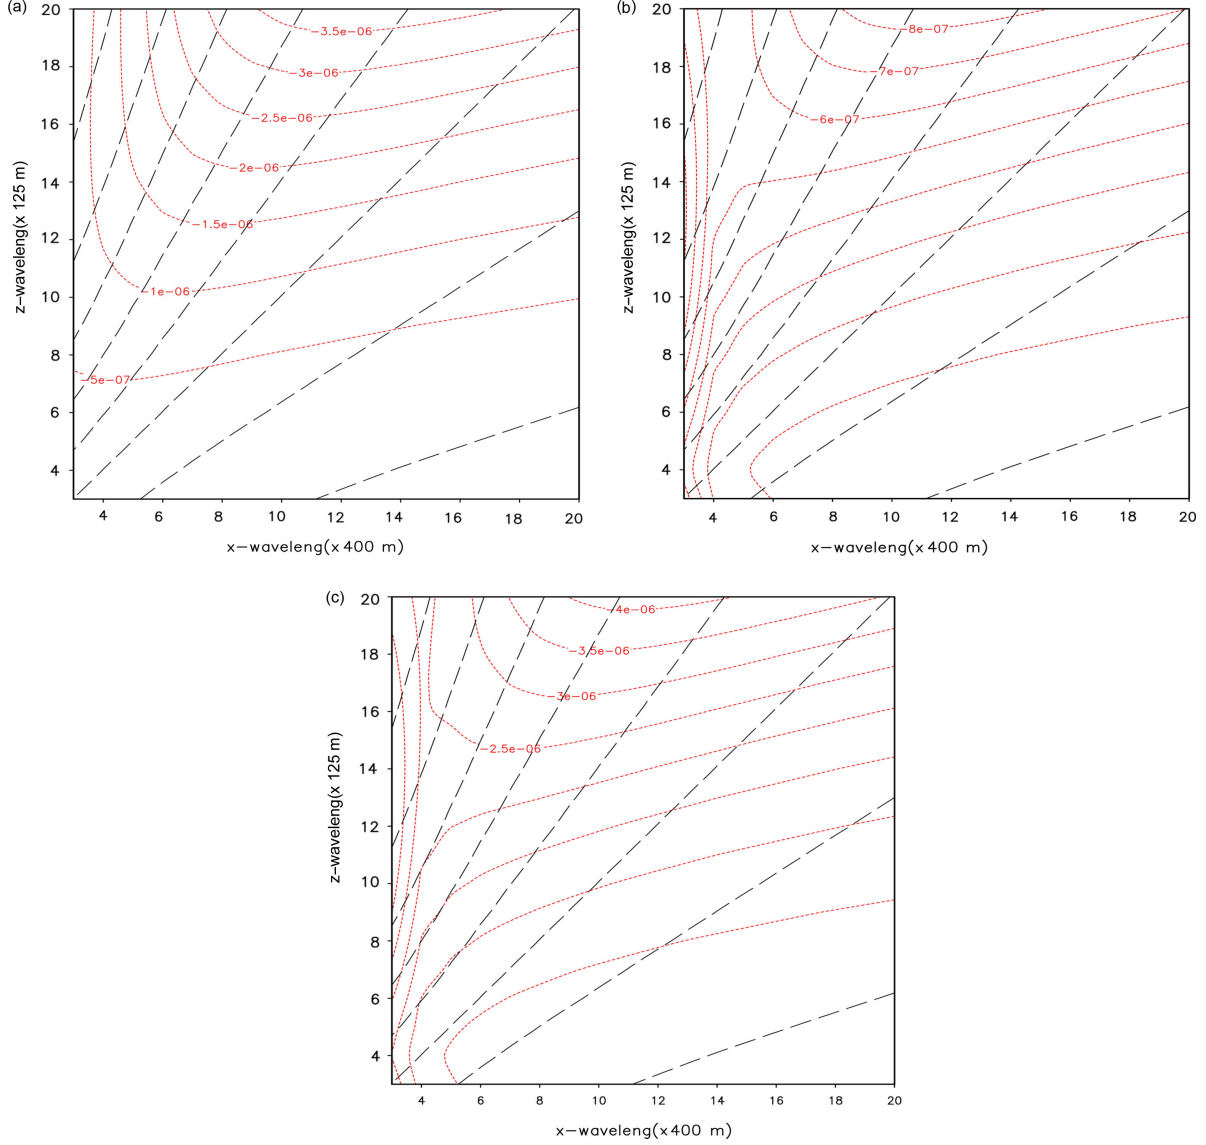 (a)
20
18
16
14
12
10
8
6
4
z-waveleng(x 125 m)
-3.5e-06
-3e-06
-2.5e-06
-2e-06
-1.5e-06
-1e-06
-5e-07
4 6 8 10 12 14 16 18 20
x-waveleng(x 400 m)
(b)
20
18
16
14
12
10
8
6
4
z-waveleng(x 125 m)
-8e-07
-7e-07
-6e-07
4 6 8 10 12 14 16 18 20
x-waveleng(x 400 m)
(c)
20
18
16
14
12
10
8
6
4
z-waveleng(x 125 m)
-4e-06
-3.5e-06
-3e-06
-2.5e-06
4 6 8 10 12 14 16 18 20
x-waveleng(x 400 m)